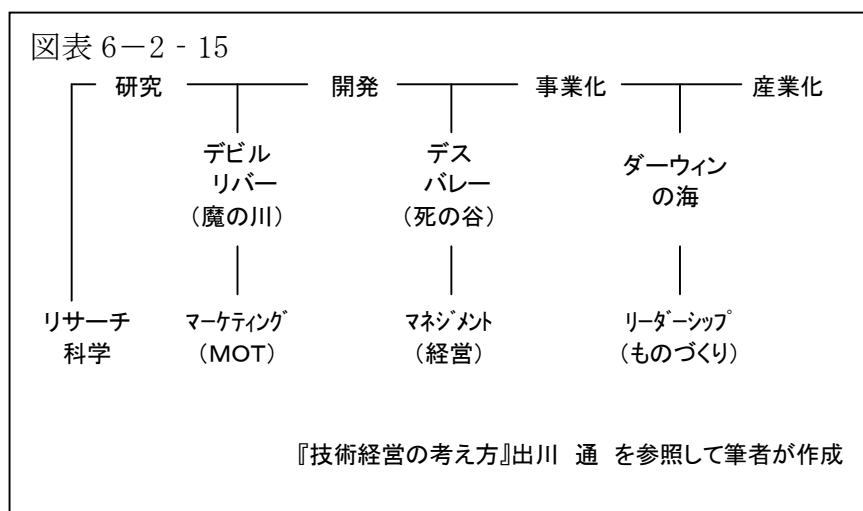 図表 6-2‐15
研究 開発 事業化 産業化
デビル
リバー
(魔の川)
デス
バレー
(死の谷)
ダーウィン
の海
リサーチ
科学
ﾏｰｹﾃｨﾝｸﾞ
(MOT)
ﾏﾈｼﾞﾒﾝﾄ
(経営)
ﾘｰﾀﾞｰｼｯﾌﾟ
(ものづくり)
『技術経営の考え方』出川 通 を参照して筆者が作成